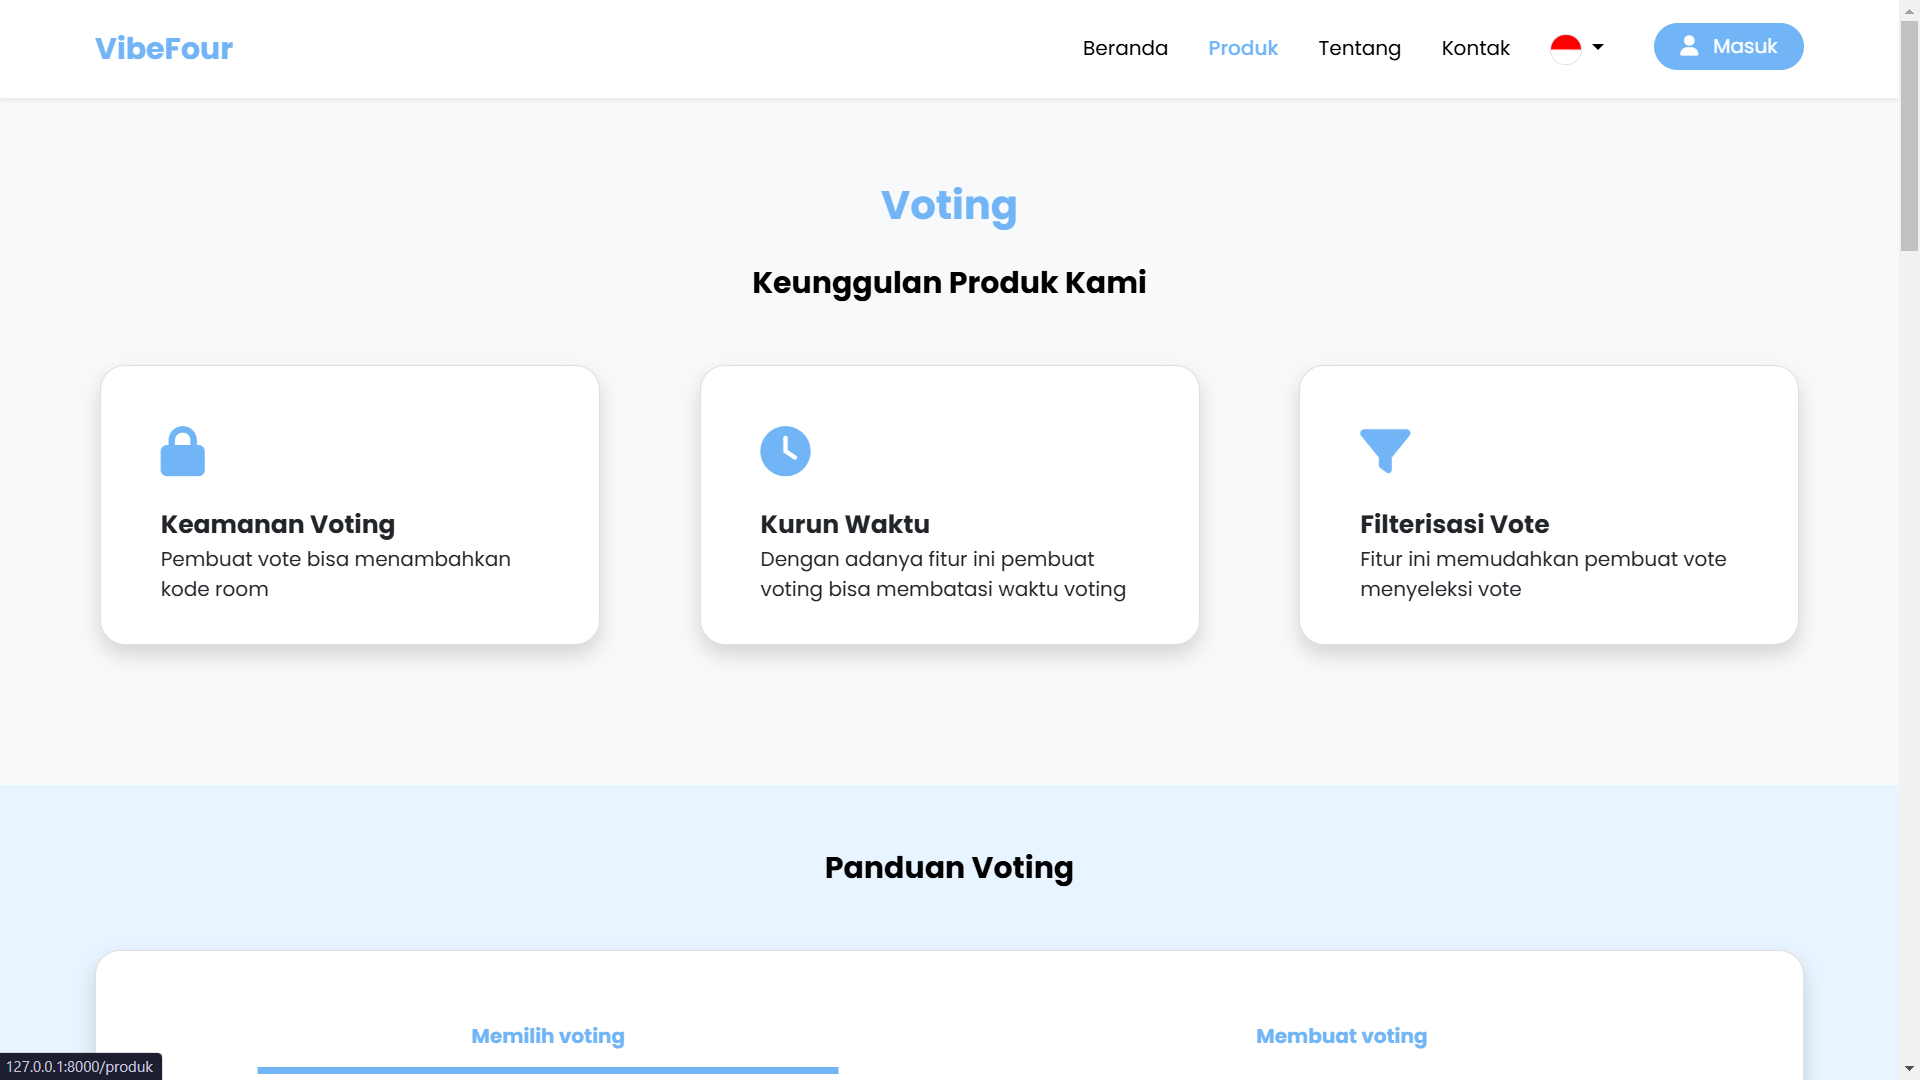 VibeFour
Beranda
Produk
Tentang
Kontak
Masuk
Voting
Keunggulan Produk Kami
Keamanan Voting
Pembuat vote bisa menambahkan
kode room
Kurun Waktu
Dengan adanya fitur ini pembuat
voting bisa membatasi waktu voting
Filterisasi Vote
Fitur ini memudahkan pembuat vote
menyeleksi vote
Panduan Voting
Memilih voting
Membuat voting
127.0.0.1:8000/produk